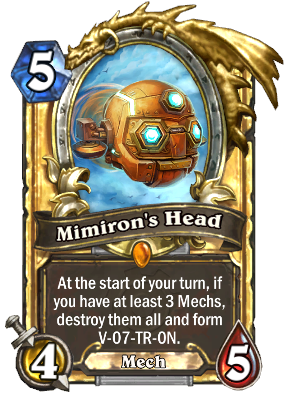 5
Mimiron's Head
At the start of your turn, if
you have at least 3 Mechs,
destroy them all and form
V-07-TR-0N.
Mech
4
5